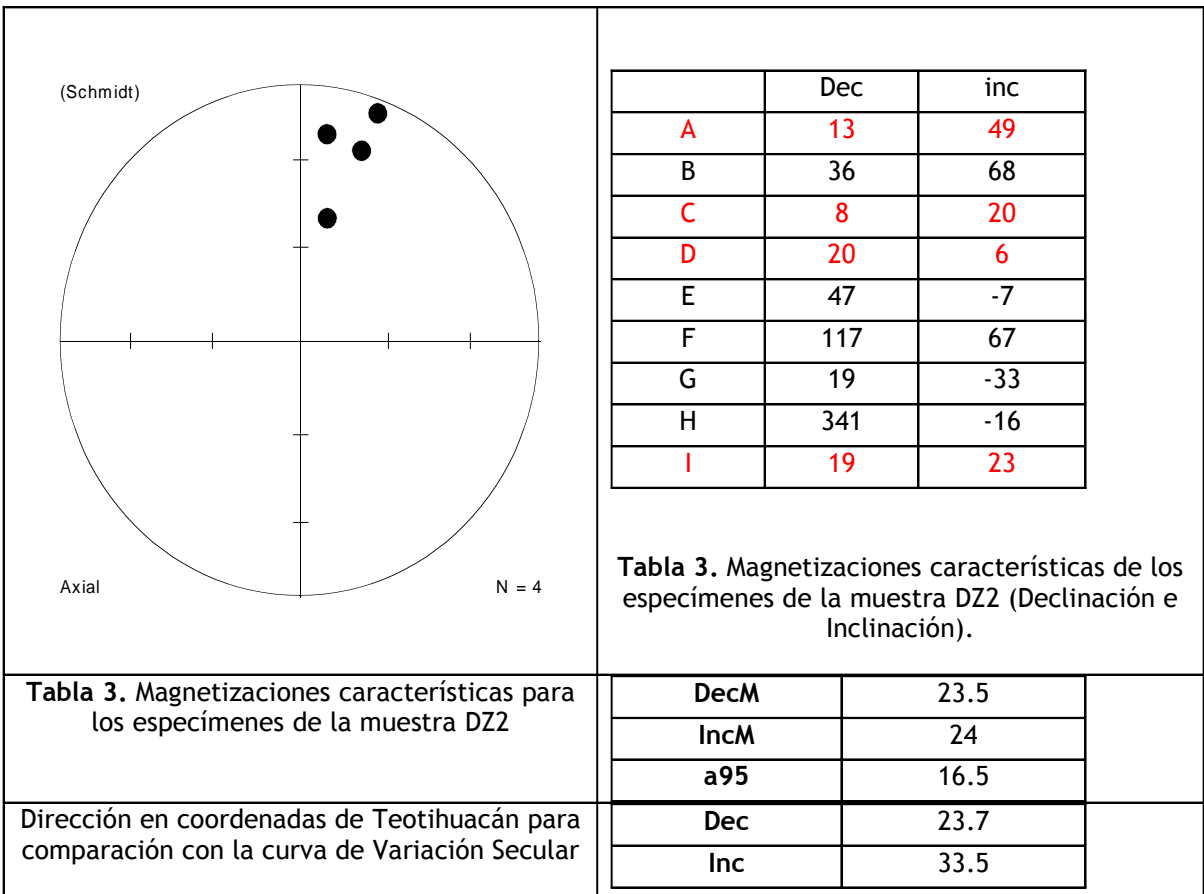 (Schmidt)
Axial
N = 4
Dec inc
A 13 49
B 36 68
C 8 20
D 20 6
E 47 -7
F 117 67
G 19 -33
H 341 -16
I 19 23
Tabla 3. Magnetizaciones características de los
especímenes de la muestra DZ2 (Declinación e
Inclinación).
Tabla 3. Magnetizaciones características para
los especímenes de la muestra DZ2
DecM 23.5
IncM 24
a95 16.5
Dirección en coordenadas de Teotihuacán para
comparación con la curva de Variación Secular
Dec 23.7
Inc 33.5